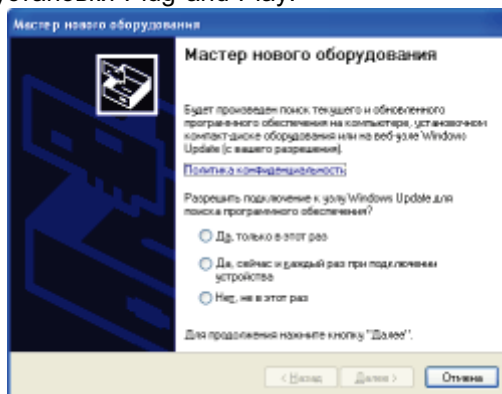 установки Plug-and-Play.
Мастер нового оборудования
Мастер нового оборудования
Будет произведен поиск текущего и обновленного
программного обеспечения на компьютере, установочном
компакт-диске оборудования или на веб-узле Windows
Update (с вашего разрешения).
Политика конфиденциальности
Разрешить подключение к узлу Windows Update для
поиска программного обеспечения?
Да, только в этот раз
Да, сейчас и каждый раз при подключении
устройства
Нет, не в этот раз
Для продолжения нажмите кнопку "Далее".
< Назад Далее > Отмена